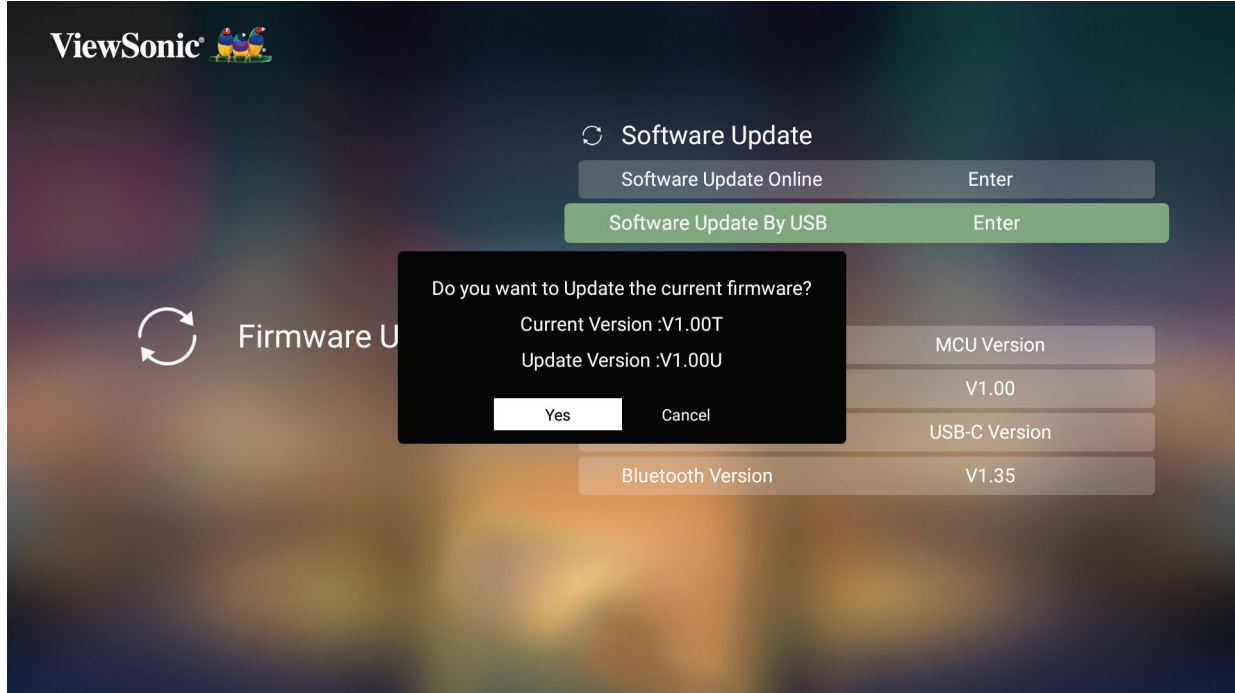 ViewSonic®
Software Update
Software Update Online Enter
Software Update By USB Enter
Do you want to Update the current firmware?
Current Version :V1.00T
Update Version :V1.00U
Yes Cancel
Firmware U
MCU Version
V1.00
USB-C Version
Bluetooth Version V1.35